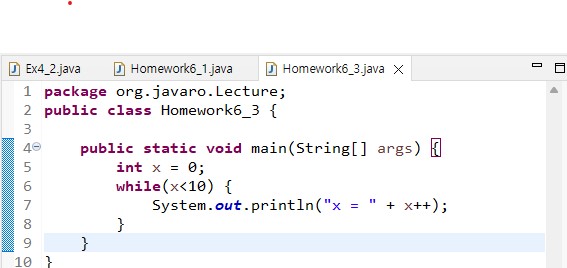 Ex4_2.java Homework6_1.java Homework6_3.java
1 package org.javaro.Lecture;
2 public class Homework6_3 {
3
4 public static void main(String[] args) {
5 int x = 0;
6 while(x<10) {
7 System.out.println("x = " + x++);
8 }
9 }
10 }